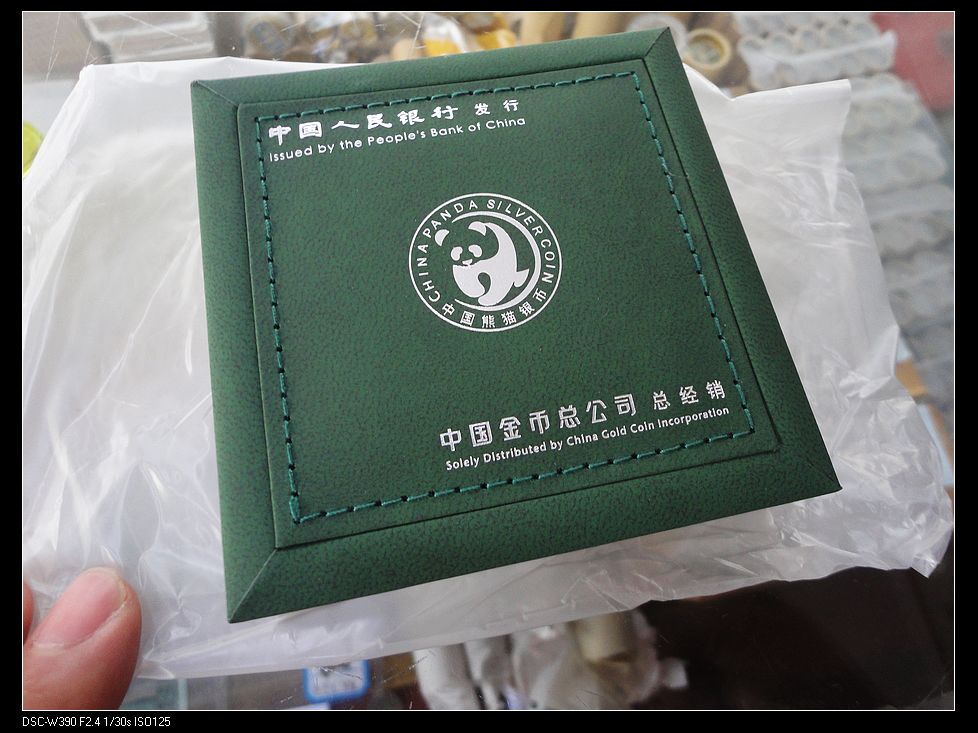 中国人民银行 发行
Issued by the People's Bank of China
CHINA PANDA SILVER COIN
中国熊猫银币
中国金币总公司 总经销
Solely Distributed by China Gold Coin Incorporation
DSC-W390 F2.4 1/30s ISO125